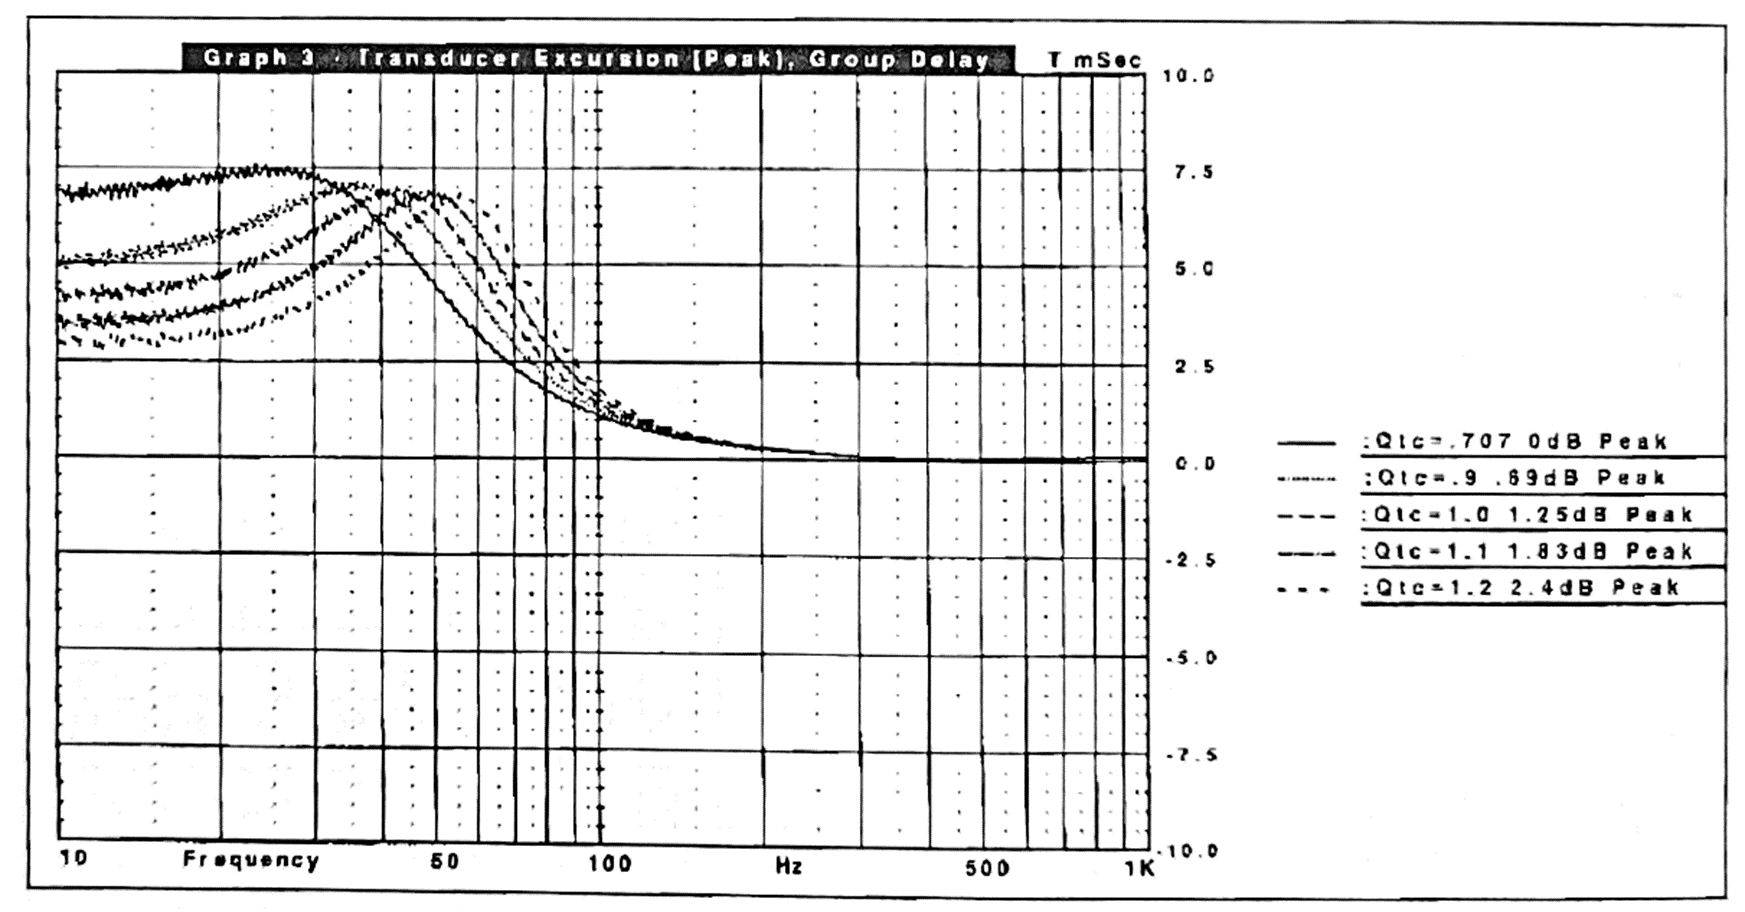 Graph 3 · Transducer Excursion [Peak], Group Delay T mSec
10.0
7.5
5.0
2.5
0.0
-2.5
-5.0
-7.5
-10.0
10 Frequency 50 100 Hz 500 1K
:Qtc=.707 0dB Peak
:Qtc=.9 .69dB Peak
:Qtc=1.0 1.25dB Peak
:Qtc=1.1 1.83dB Peak
:Qtc=1.2 2.4dB Peak